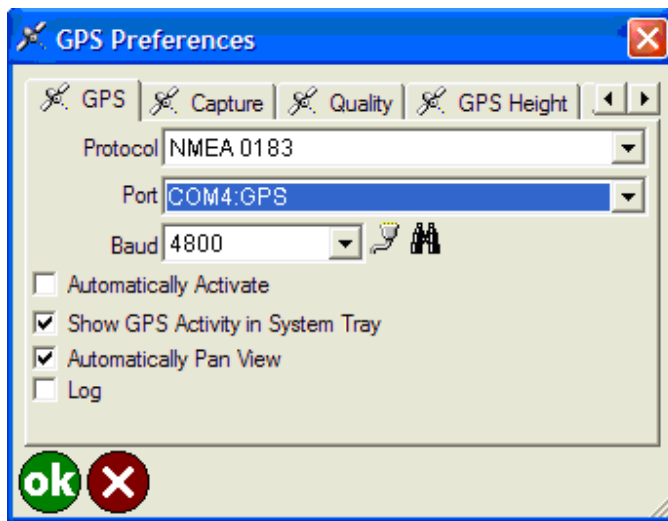 GPS Preferences
GPS Capture Quality GPS Height
Protocol NMEA 0183
Port COM4:GPS
Baud 4800
Automatically Activate
Show GPS Activity in System Tray
Automatically Pan View
Log
ok